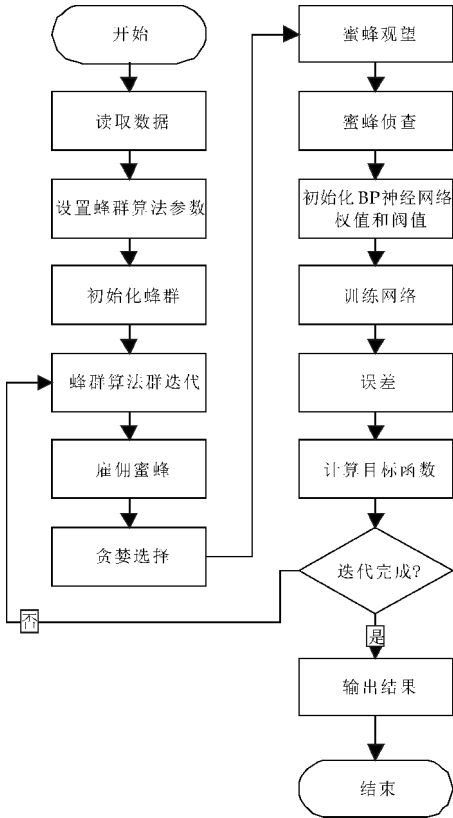 开始
读取数据
设置蜂群算法参数
初始化蜂群
蜂群算法群迭代
雇佣蜜蜂
贪婪选择
蜜蜂观望
蜜蜂侦查
初始化BP神经网络
权值和阀值
训练网络
误差
计算目标函数
迭代完成?
否
是
输出结果
结束